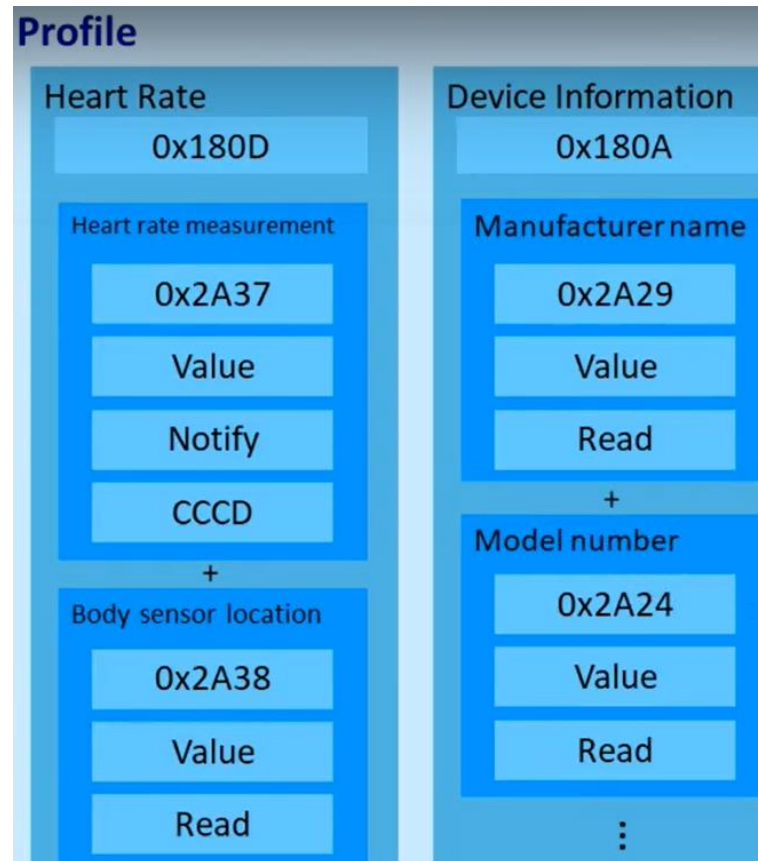 Profile
Heart Rate
0x180D
Heart rate measurement
0x2A37
Value
Notify
CCCD
+
Body sensor location
0x2A38
Value
Read
Device Information
0x180A
Manufacturer name
0x2A29
Value
Read
+
Model number
0x2A24
Value
Read
⋮